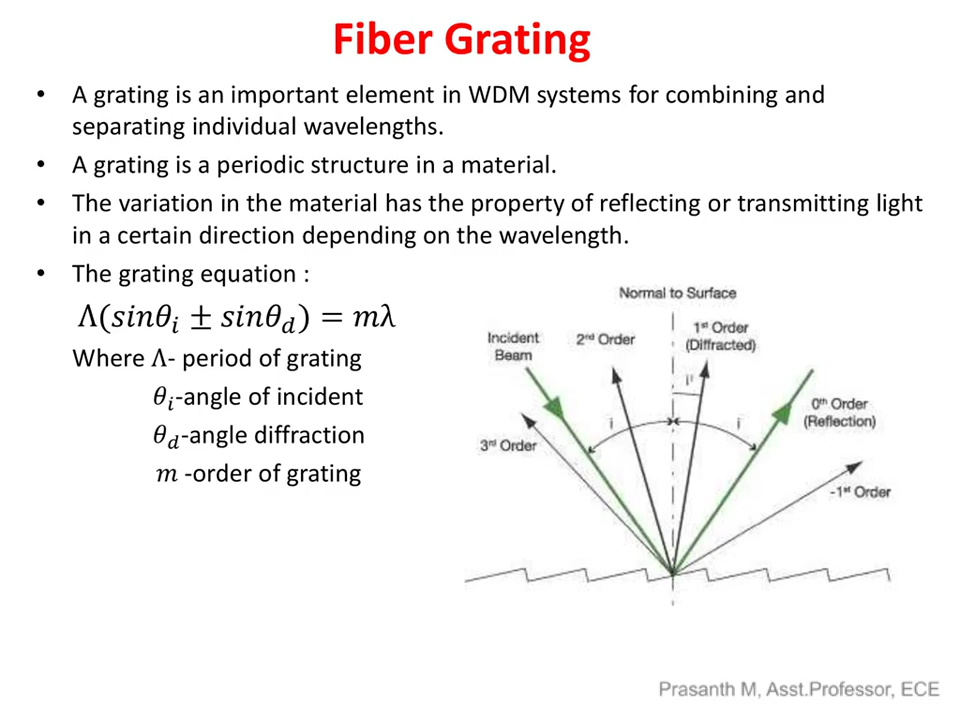 Fiber Grating
• A grating is an important element in WDM systems for combining and
separating individual wavelengths.
• A grating is a periodic structure in a material.
• The variation in the material has the property of reflecting or transmitting light
in a certain direction depending on the wavelength.
• The grating equation :
Λ(sinθᵢ ± sinθ_d) = mλ
Where Λ- period of grating
θᵢ-angle of incident
θ_d-angle diffraction
m -order of grating
Normal to Surface
Incident
Beam
2nd Order
1st Order
(Diffracted)
i'
0th Order
(Reflection)
i
i
3rd Order
-1st Order
Prasanth M, Asst.Professor, ECE